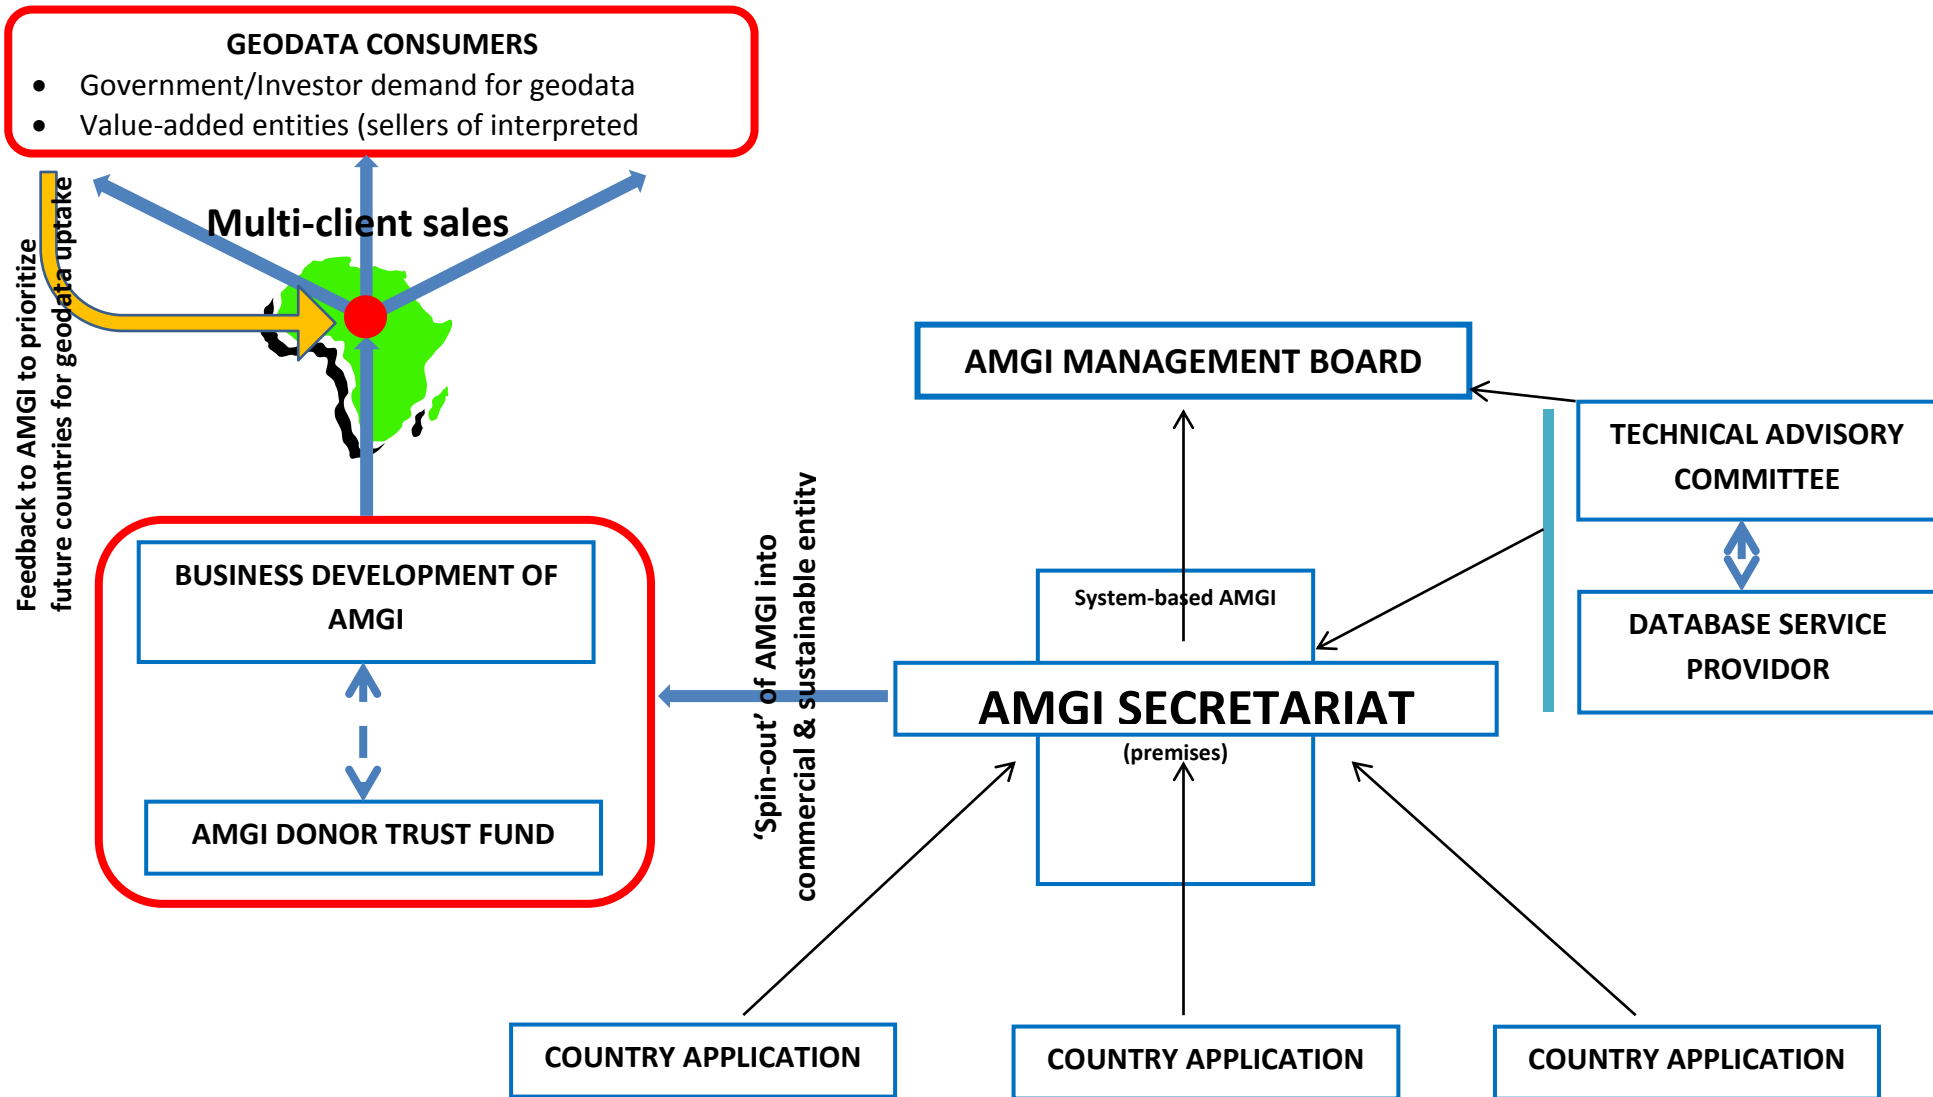 GEODATA CONSUMERS
• Government/Investor demand for geodata
• Value-added entities (sellers of interpreted
Multi-client sales
Feedback to AMGI to prioritize
future countries for geodata uptake
BUSINESS DEVELOPMENT OF
AMGI
AMGI DONOR TRUST FUND
‘Spin-out’ of AMGI into
commercial & sustainable entity
AMGI MANAGEMENT BOARD
TECHNICAL ADVISORY
COMMITTEE
DATABASE SERVICE
PROVIDOR
System-based AMGI
AMGI SECRETARIAT
(premises)
COUNTRY APPLICATION
COUNTRY APPLICATION
COUNTRY APPLICATION